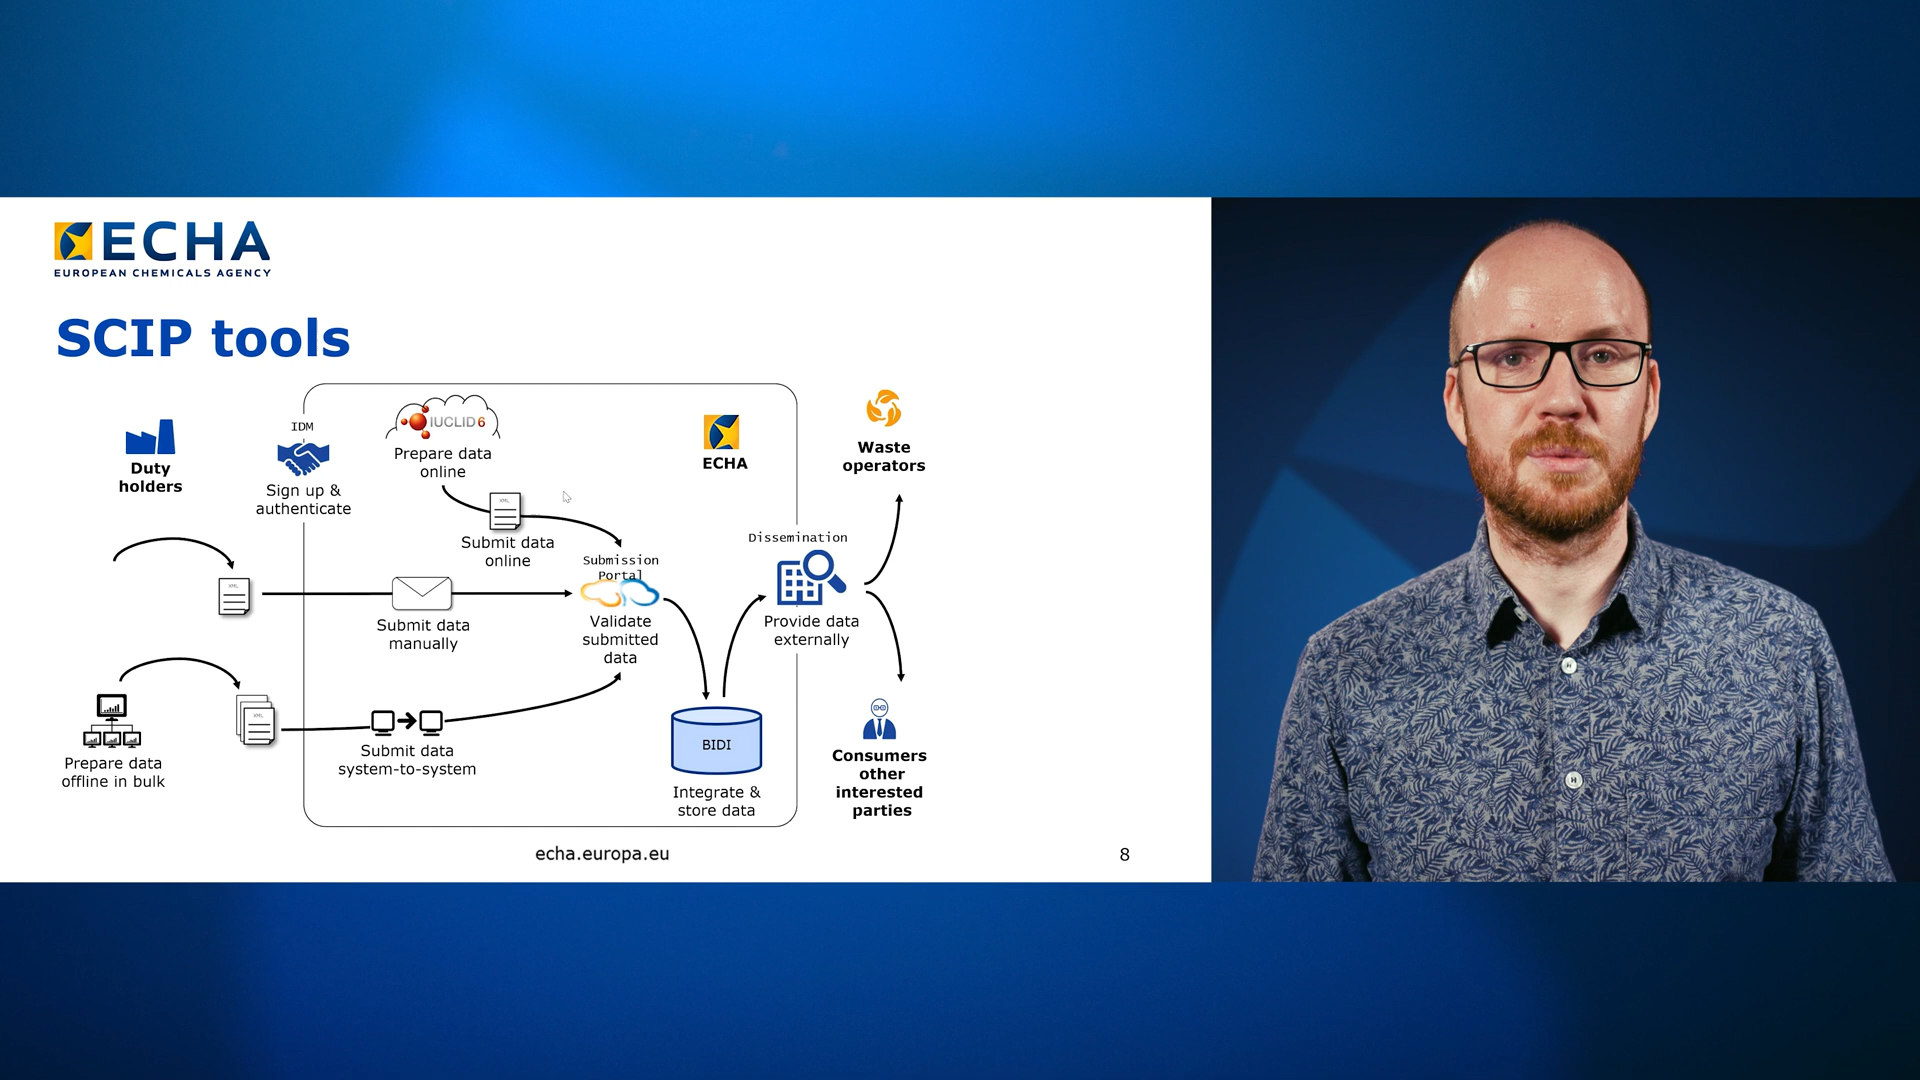 ECHA
EUROPEAN CHEMICALS AGENCY
SCIP tools
Duty
holders
IDM
Sign up &
authenticate
IUCLID 6
Prepare data
online
XML
Submit data
online
ECHA
Waste
operators
XML
Submit data
manually
Submission
Portal
Validate
submitted
data
Dissemination
Provide data
externally
Prepare data
offline in bulk
XML
Submit data
system-to-system
BIDI
Integrate &
store data
Consumers
other
interested
parties
echa.europa.eu
8